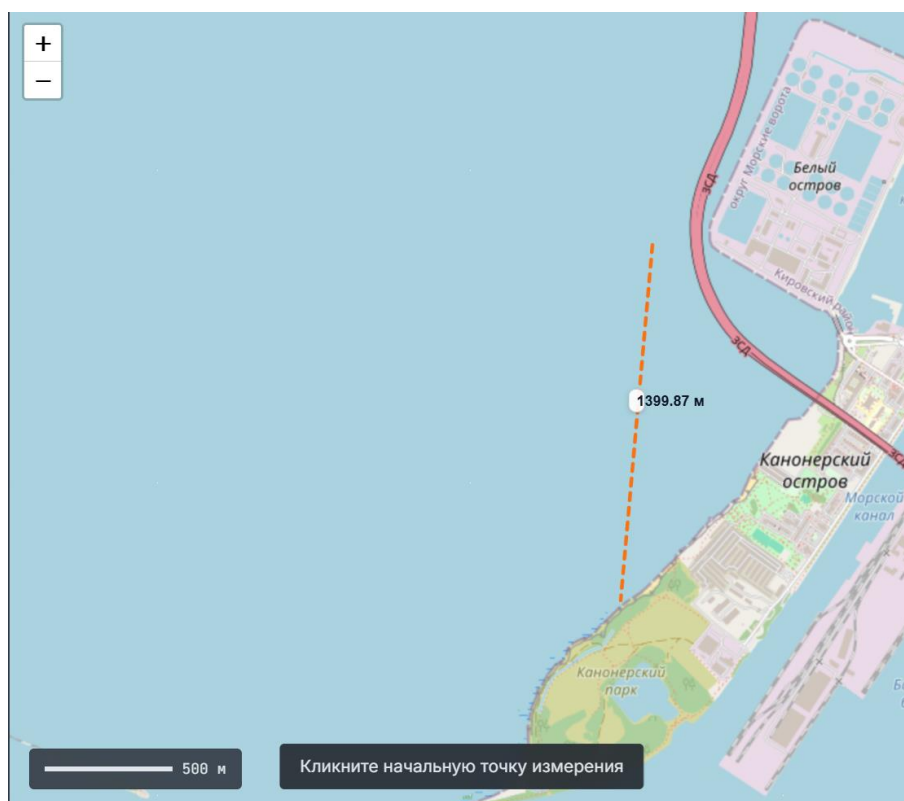 +
−
округ Морские ворота
ЗСД
Белый
остров
Кировский район
ЗСД
1399.87 м
Канонерский
остров
ЗСД
Морской
канал
Канонерский
парк
500 м
Кликните начальную точку измерения